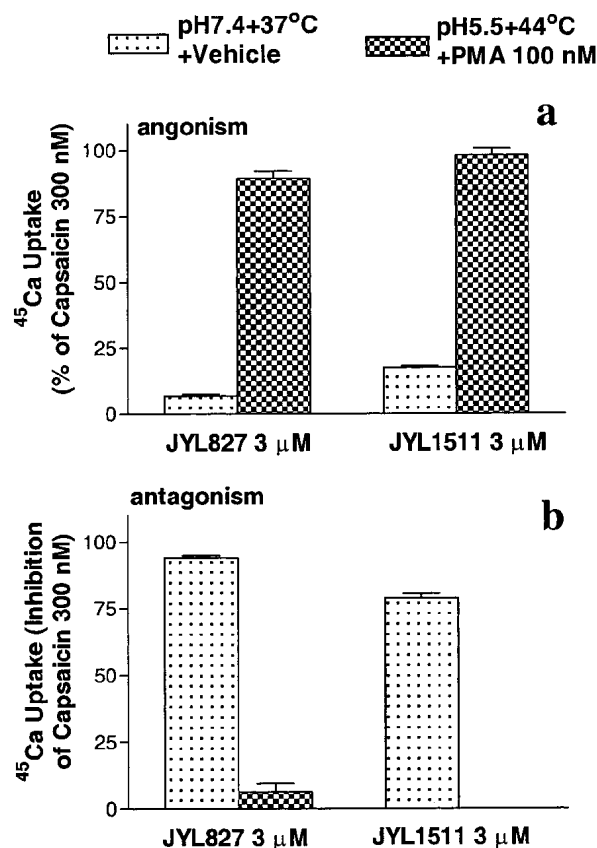 pH7.4+37°C
+Vehicle
pH5.5+44°C
+PMA 100 nM
angonism
a
45Ca Uptake
(% of Capsaicin 300 nM)
100
75
50
25
0
JYL827 3 μM
JYL1511 3 μM
antagonism
b
45Ca Uptake (Inhibition
of Capsaicin 300 nM)
100
75
50
25
0
JYL827 3 μM
JYL1511 3 μM